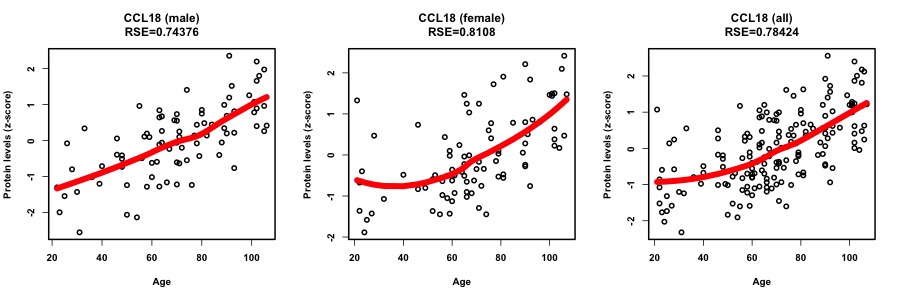 CCL18 (male)
RSE=0.74376
Protein levels (z-score)
2
1
0
-1
-2
20
40
60
80
100
Age
CCL18 (female)
RSE=0.8108
Protein levels (z-score)
2
1
0
-1
-2
20
40
60
80
100
Age
CCL18 (all)
RSE=0.78424
Protein levels (z-score)
2
1
0
-1
-2
20
40
60
80
100
Age